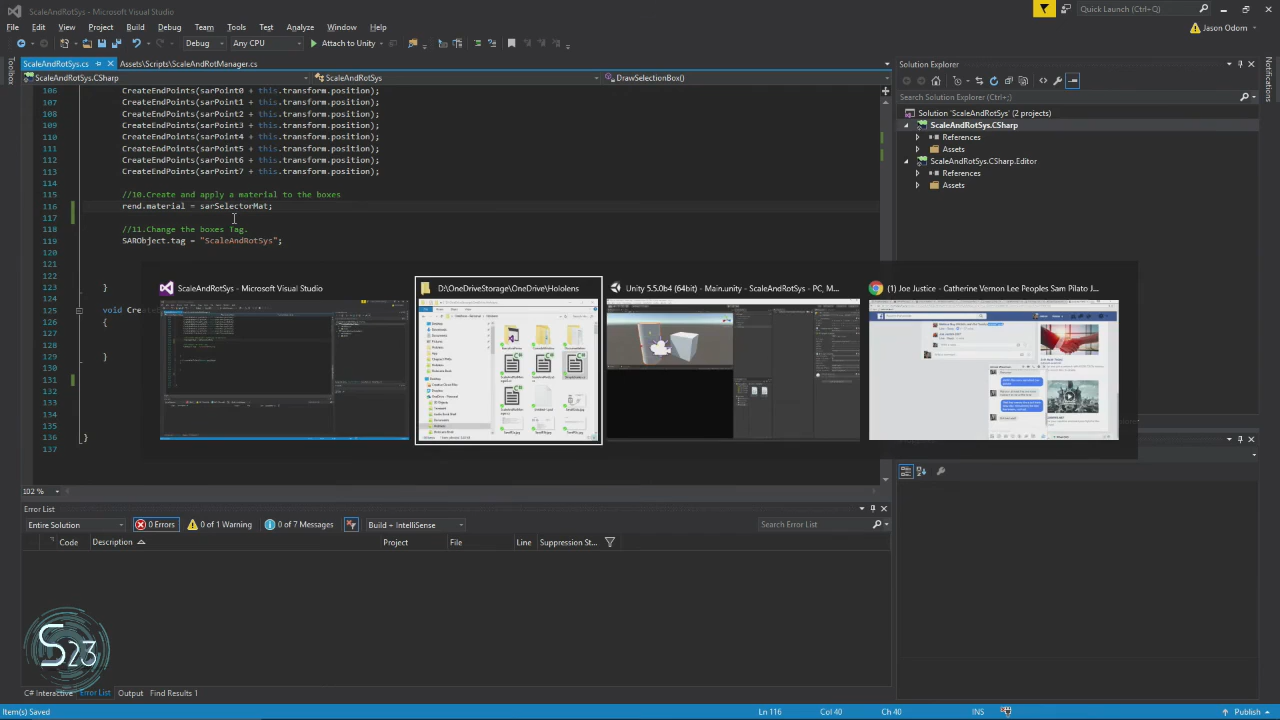 ScaleAndRotSys - Microsoft Visual Studio
Quick Launch (Ctrl+Q)
File Edit View Project Build Debug Team Tools Test Analyze Window Help
Jason Odom
Debug Any CPU Attach to Unity
ScaleAndRotSys.cs Assets\Scripts\ScaleAndRotManager.cs
ScaleAndRotSys.CSharp ScaleAndRotSys DrawSelectionBox()
Toolbox
Notifications
106 CreateEndPoints(sarPoint0 + this.transform.position);
107 CreateEndPoints(sarPoint1 + this.transform.position);
108 CreateEndPoints(sarPoint2 + this.transform.position);
109 CreateEndPoints(sarPoint3 + this.transform.position);
110 CreateEndPoints(sarPoint4 + this.transform.position);
111 CreateEndPoints(sarPoint5 + this.transform.position);
112 CreateEndPoints(sarPoint6 + this.transform.position);
113 CreateEndPoints(sarPoint7 + this.transform.position);
114
115 //10.Create and apply a material to the boxes
116 rend.material = sarSelectorMat;
117
118 //11.Change the boxes Tag.
119 SARObject.tag = "ScaleAndRotSys";
120
123 }
124
125 void Cre
126 {
129 }
130
131
132
133
134
135
136 }
137
Solution Explorer
Search Solution Explorer (Ctrl+;)
Solution 'ScaleAndRotSys' (2 projects)
ScaleAndRotSys.CSharp
References
Assets
ScaleAndRotSys.CSharp.Editor
References
Assets
ScaleAndRotSys - Microsoft Visual Studio
D:\OneDriveStorage\OneDrive\Hololens
Unity 5.5.0b4 (64bit) - Main.unity - ScaleAndRotSys - PC, M...
(1) Joe Justice - Catherine Vernon Lee Peoples Sam Pilato J...
102 %
Error List
Entire Solution 0 Errors 0 of 1 Warning 0 of 7 Messages Build + IntelliSense
Search Error List
Code Description Project File Line Suppression St...
S23
C# Interactive Error List Output Find Results 1
Item(s) Saved Ln 116 Col 40 Ch 40 INS Publish